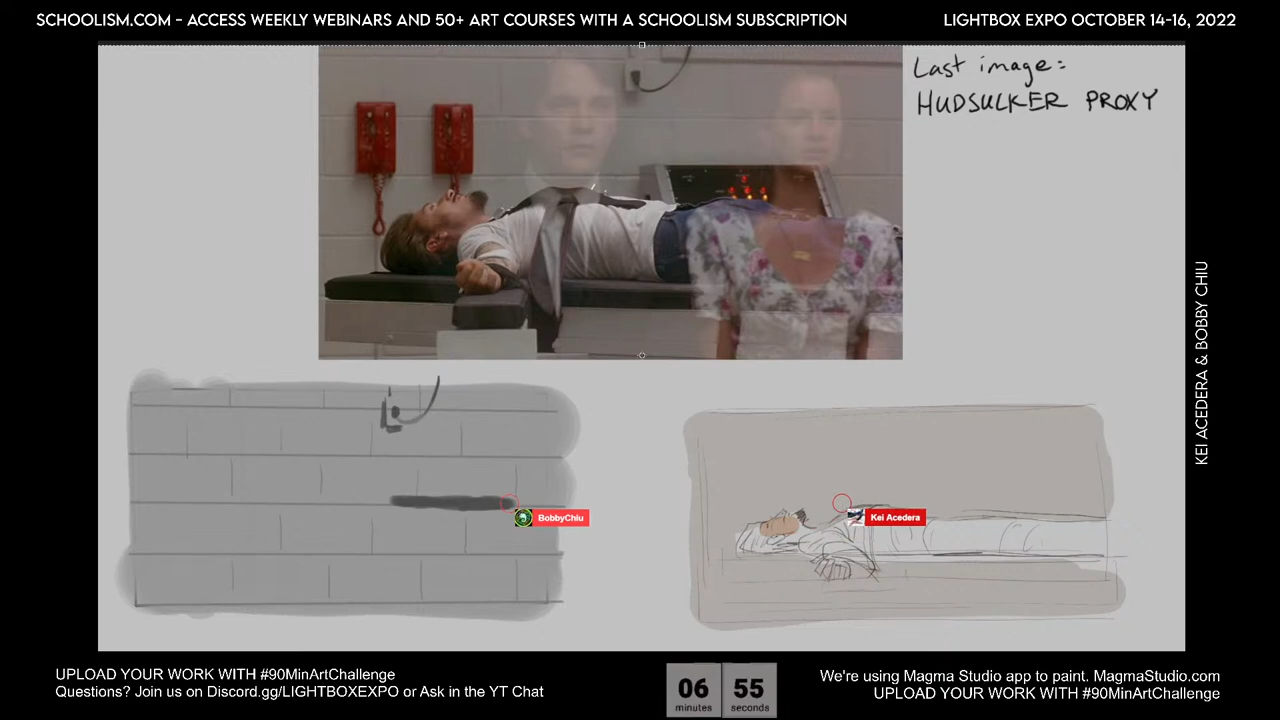 SCHOOLISM.COM - ACCESS WEEKLY WEBINARS AND 50+ ART COURSES WITH A SCHOOLISM SUBSCRIPTION
LIGHTBOX EXPO OCTOBER 14-16, 2022
Last image:
HUDSUCKER PROXY
KEI ACEDERA & BOBBY CHIU
BobbyChiu
Kei Acedera
UPLOAD YOUR WORK WITH #90MinArtChallenge
Questions? Join us on Discord.gg/LIGHTBOXEXPO or Ask in the YT Chat
06 55
minutes seconds
We're using Magma Studio app to paint. MagmaStudio.com
UPLOAD YOUR WORK WITH #90MinArtChallenge